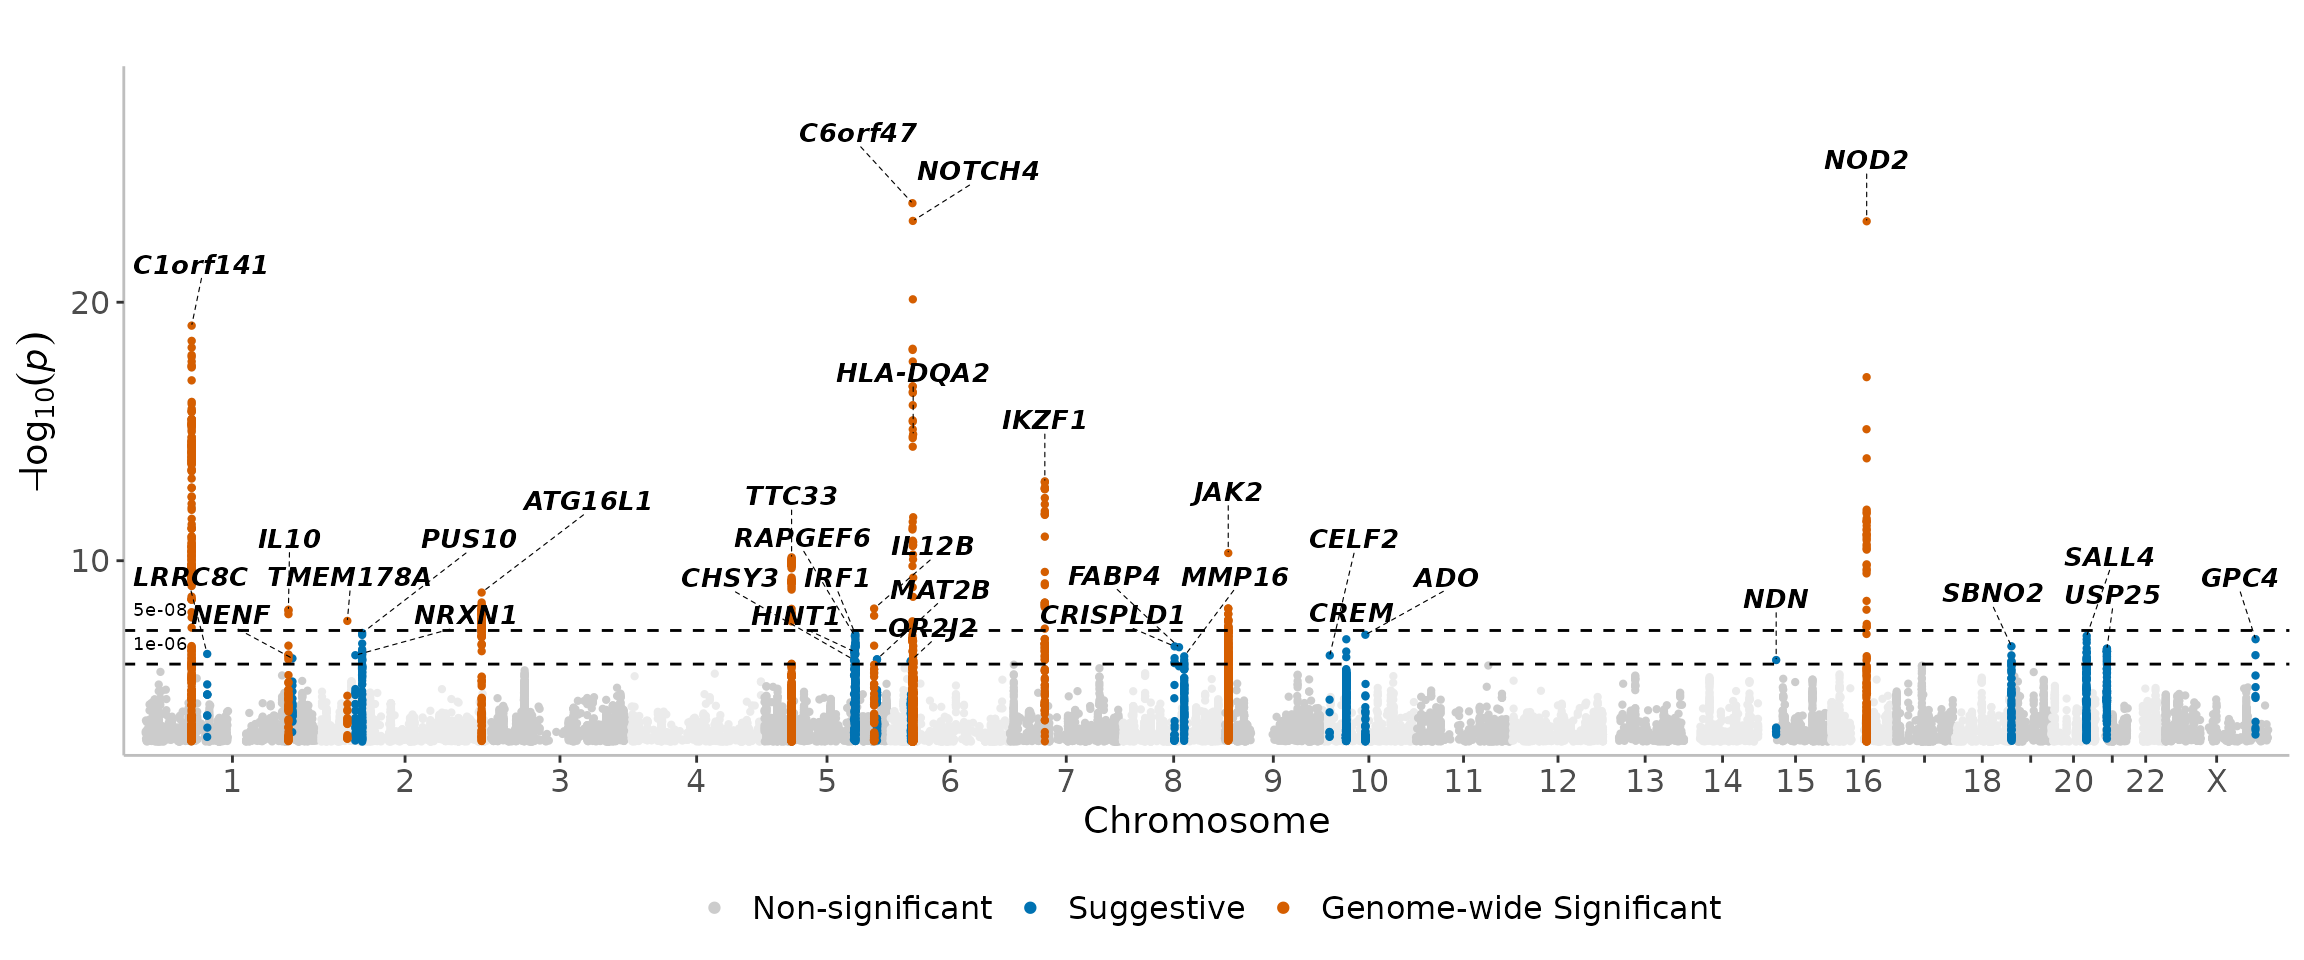 C6orf47
NOTCH4
NOD2
C1orf141
20
HLA-DQA2
IKZF1
JAK2
TTC33
ATG16L1
IL10
PUS10
RAPGEF6
IL12B
CELF2
SALL4
10
LRRC8C
TMEM178A
CHSY3
IRF1
MAT2B
FABP4
MMP16
ADO
SBNO2
USP25
GPC4
5e-08
NENF
NRXN1
HINT1
OR2J2
CRISPLD1
CREM
NDN
1e-06
−log10(p)
1 2 3 4 5 6 7 8 9 10 11 12 13 14 15 16 18 20 22 X
Chromosome
Non-significant Suggestive Genome-wide Significant